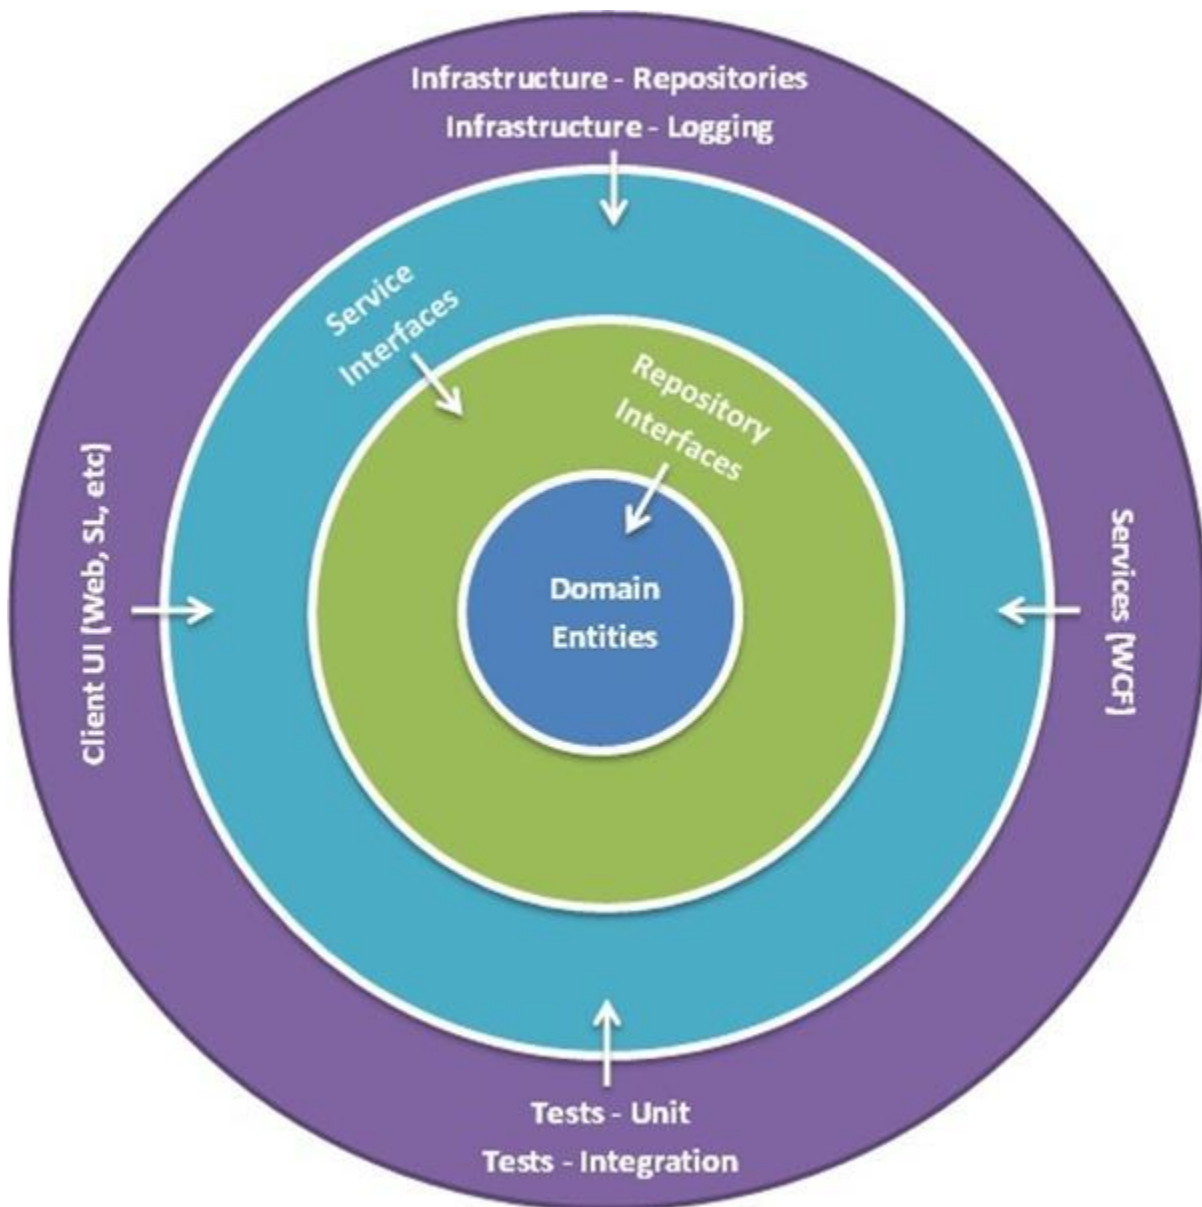 Infrastructure - Repositories
Infrastructure - Logging
Service
Interfaces
Repository
Interfaces
Client UI (Web, SL, etc)
Domain
Entities
Services (WCF)
Tests - Unit
Tests - Integration